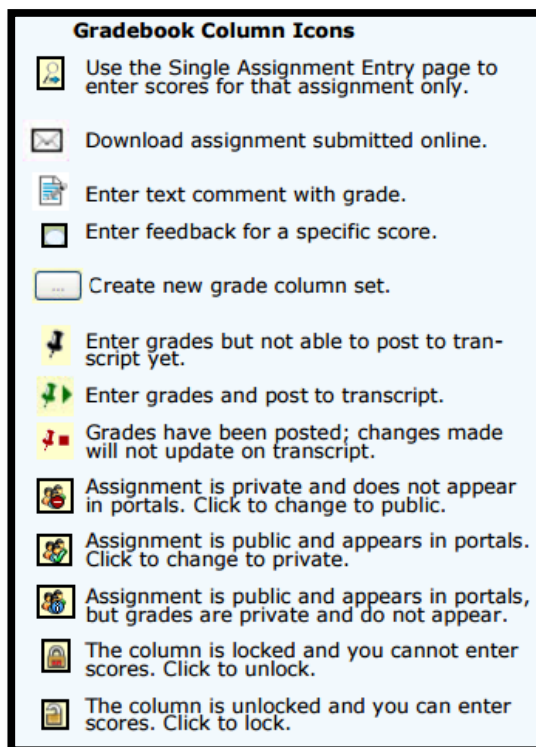 Gradebook Column Icons
Use the Single Assignment Entry page to
enter scores for that assignment only.
Download assignment submitted online.
Enter text comment with grade.
Enter feedback for a specific score.
... Create new grade column set.
Enter grades but not able to post to tran-
script yet.
Enter grades and post to transcript.
Grades have been posted; changes made
will not update on transcript.
Assignment is private and does not appear
in portals. Click to change to public.
Assignment is public and appears in portals.
Click to change to private.
Assignment is public and appears in portals,
but grades are private and do not appear.
The column is locked and you cannot enter
scores. Click to unlock.
The column is unlocked and you can enter
scores. Click to lock.